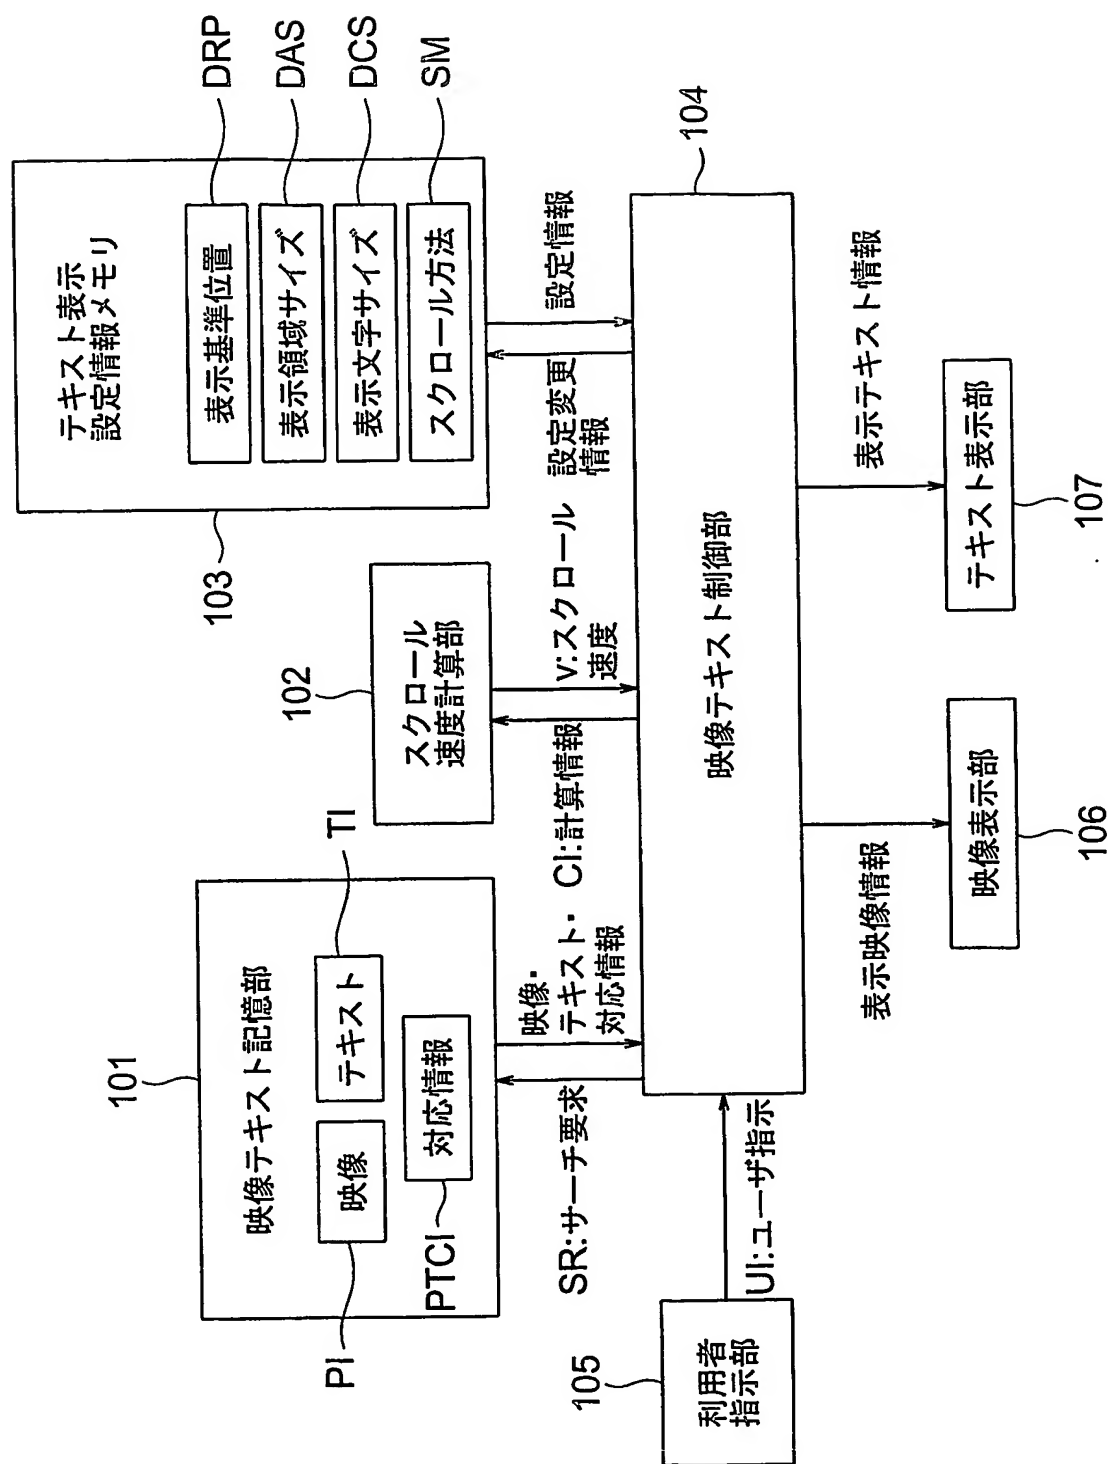 101
映像テキスト記憶部
映像
テキスト
対応情報
PI
TI
PTCI
102
スクロール
速度計算部
103
テキスト表示
設定情報メモリ
表示基準位置
表示領域サイズ
表示文字サイズ
スクロール方法
DRP
DAS
DCS
SM
SR:サーチ要求
映像・
テキスト・
対応情報
CI:計算情報
v:スクロール
速度
設定変更
情報
設定情報
104
映像テキスト制御部
105
利用者
指示部
UI:ユーザ指示
表示映像情報
映像表示部
106
表示テキスト情報
テキスト表示部
107